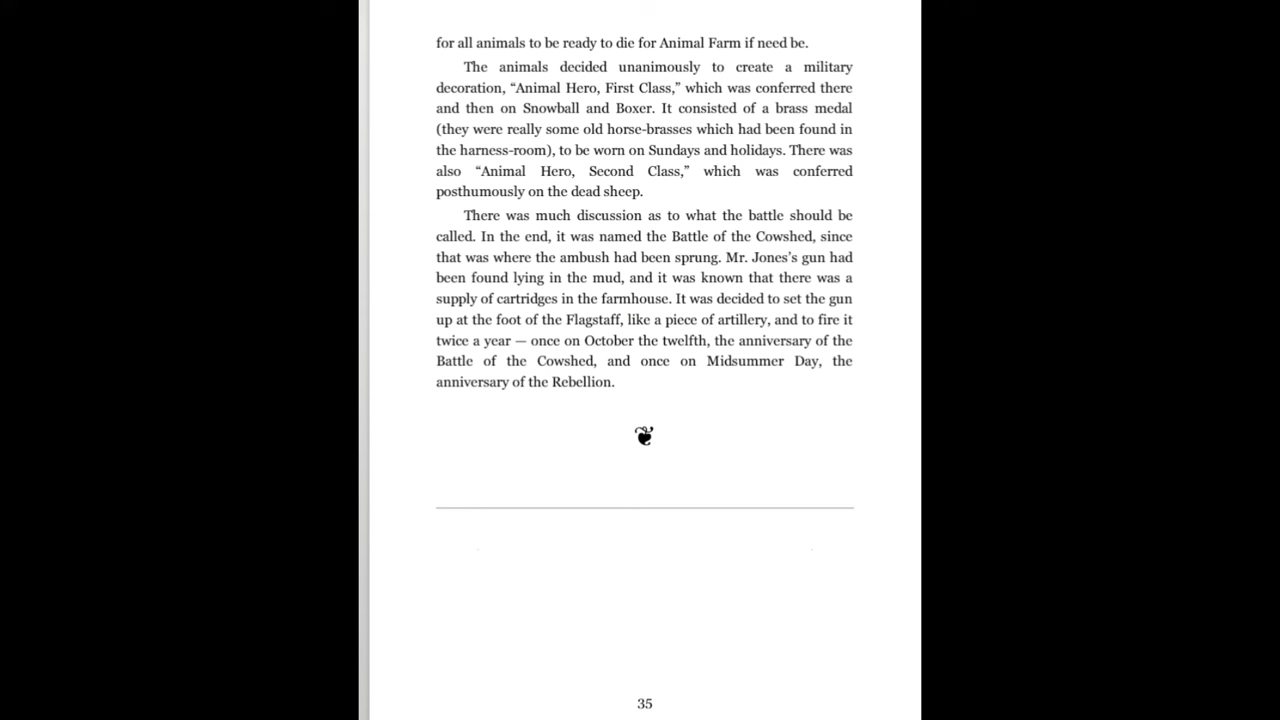 for all animals to be ready to die for Animal Farm if need be.
The animals decided unanimously to create a military
decoration, “Animal Hero, First Class,” which was conferred there
and then on Snowball and Boxer. It consisted of a brass medal
(they were really some old horse-brasses which had been found in
the harness-room), to be worn on Sundays and holidays. There was
also “Animal Hero, Second Class,” which was conferred
posthumously on the dead sheep.
There was much discussion as to what the battle should be
called. In the end, it was named the Battle of the Cowshed, since
that was where the ambush had been sprung. Mr. Jones’s gun had
been found lying in the mud, and it was known that there was a
supply of cartridges in the farmhouse. It was decided to set the gun
up at the foot of the Flagstaff, like a piece of artillery, and to fire it
twice a year — once on October the twelfth, the anniversary of the
Battle of the Cowshed, and once on Midsummer Day, the
anniversary of the Rebellion.
35